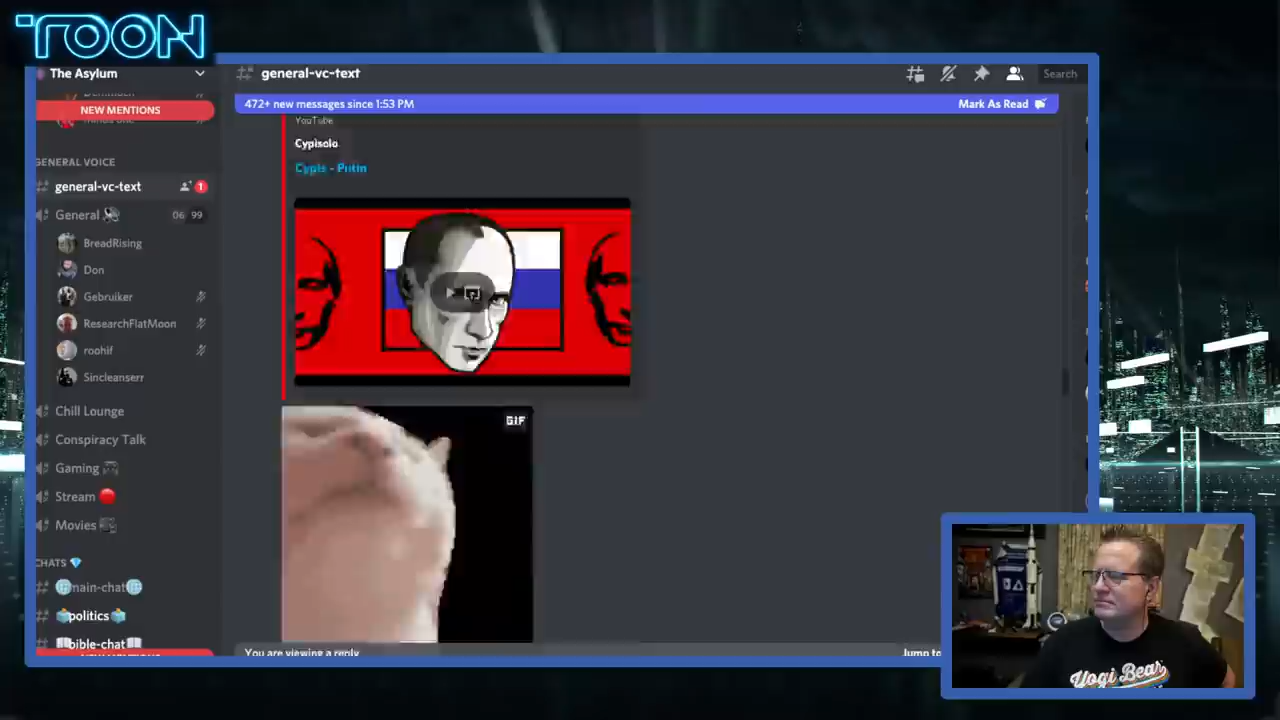 TOON
The Asylum
general-vc-text
Search
472+ new messages since 1:53 PM
Mark As Read
NEW MENTIONS
YouTube
Cypisolo
Cypis - Putin
GENERAL VOICE
general-vc-text
1
General
06 99
BreadRising
Don
Gebruiker
ResearchFlatMoon
roohif
Sincleanserr
Chill Lounge
Conspiracy Talk
Gaming
Stream
Movies
GIF
CHATS
main-chat
politics
bible-chat
You are viewing a reply
Jump to
Yogi Bear